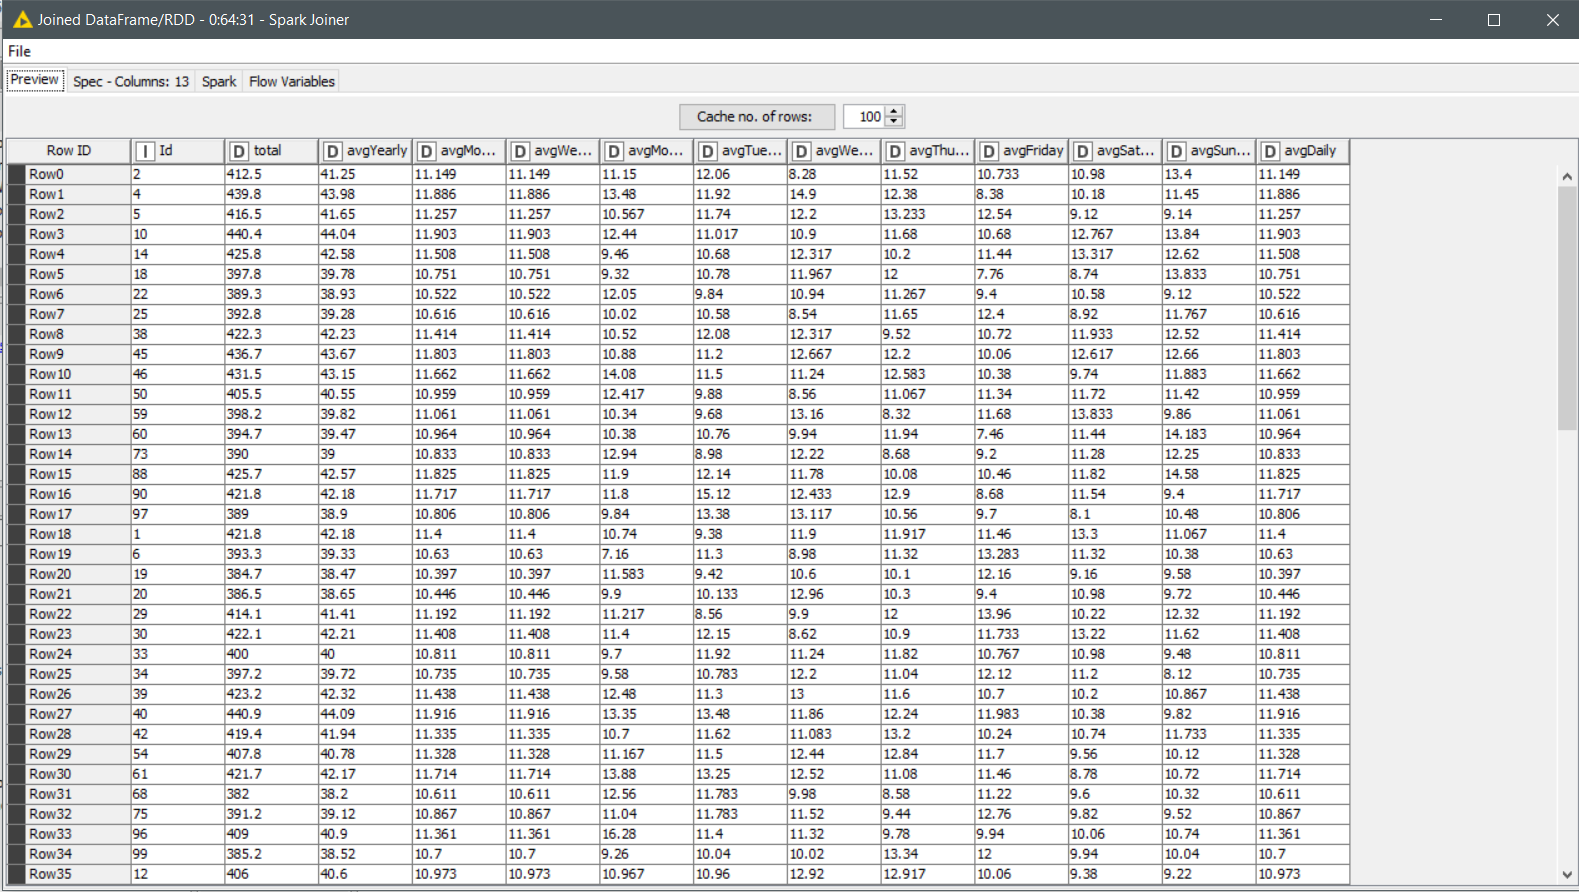 Joined DataFrame/RDD - 0:64:31 - Spark Joiner
File
Preview Spec - Columns: 13 Spark Flow Variables
Cache no. of rows: 100
Row ID I Id D total D avgYearly D avgMo... D avgWe... D avgMo... D avgTue... D avgWe... D avgThu... D avgFriday D avgSat... D avgSun... D avgDaily
Row0 2 412.5 41.25 11.149 11.149 11.15 12.06 8.28 11.52 10.733 10.98 13.4 11.149
Row1 4 439.8 43.98 11.886 11.886 13.48 11.92 14.9 12.38 8.38 10.18 11.45 11.886
Row2 5 416.5 41.65 11.257 11.257 10.567 11.74 12.2 13.233 12.54 9.12 9.14 11.257
Row3 10 440.4 44.04 11.903 11.903 12.44 11.017 10.9 11.68 10.68 12.767 13.84 11.903
Row4 14 425.8 42.58 11.508 11.508 9.46 10.68 12.317 10.2 11.44 13.317 12.62 11.508
Row5 18 397.8 39.78 10.751 10.751 9.32 10.78 11.967 12 7.76 8.74 13.833 10.751
Row6 22 389.3 38.93 10.522 10.522 12.05 9.84 10.94 11.267 9.4 10.58 9.12 10.522
Row7 25 392.8 39.28 10.616 10.616 10.02 10.58 8.54 11.65 12.4 8.92 11.767 10.616
Row8 38 422.3 42.23 11.414 11.414 10.52 12.08 12.317 9.52 10.72 11.933 12.52 11.414
Row9 45 436.7 43.67 11.803 11.803 10.88 11.2 12.667 12.2 10.06 12.617 12.66 11.803
Row10 46 431.5 43.15 11.662 11.662 14.08 11.5 11.24 12.583 10.38 9.74 11.883 11.662
Row11 50 405.5 40.55 10.959 10.959 12.417 9.88 8.56 11.067 11.34 11.72 11.42 10.959
Row12 59 398.2 39.82 11.061 11.061 10.34 9.68 13.16 8.32 11.68 13.833 9.86 11.061
Row13 60 394.7 39.47 10.964 10.964 10.38 10.76 9.94 11.94 7.46 11.44 14.183 10.964
Row14 73 390 39 10.833 10.833 12.94 8.98 12.22 8.68 9.2 11.28 12.25 10.833
Row15 88 425.7 42.57 11.825 11.825 11.9 12.14 11.78 10.08 10.46 11.82 14.58 11.825
Row16 90 421.8 42.18 11.717 11.717 11.8 15.12 12.433 12.9 8.68 11.54 9.4 11.717
Row17 97 389 38.9 10.806 10.806 9.84 13.38 13.117 10.56 9.7 8.1 10.48 10.806
Row18 1 421.8 42.18 11.4 11.4 10.74 9.38 11.9 11.917 11.46 13.3 11.067 11.4
Row19 6 393.3 39.33 10.63 10.63 7.16 11.3 8.98 11.32 13.283 11.32 10.38 10.63
Row20 19 384.7 38.47 10.397 10.397 11.583 9.42 10.6 10.1 12.16 9.16 9.58 10.397
Row21 20 386.5 38.65 10.446 10.446 9.9 10.133 12.96 10.3 9.4 10.98 9.72 10.446
Row22 29 414.1 41.41 11.192 11.192 11.217 8.56 9.9 12 13.96 10.22 12.32 11.192
Row23 30 422.1 42.21 11.408 11.408 11.4 12.15 8.62 10.9 11.733 13.22 11.62 11.408
Row24 33 400 40 10.811 10.811 9.7 11.92 11.24 11.82 10.767 10.98 9.48 10.811
Row25 34 397.2 39.72 10.735 10.735 9.58 10.783 12.2 11.04 12.12 11.2 8.12 10.735
Row26 39 423.2 42.32 11.438 11.438 12.48 11.3 13 11.6 10.7 10.2 10.867 11.438
Row27 40 440.9 44.09 11.916 11.916 13.35 13.48 11.86 12.24 11.983 10.38 9.82 11.916
Row28 42 419.4 41.94 11.335 11.335 10.7 11.62 11.083 13.2 10.24 10.74 11.733 11.335
Row29 54 407.8 40.78 11.328 11.328 11.167 11.5 12.44 12.84 11.7 9.56 10.12 11.328
Row30 61 421.7 42.17 11.714 11.714 13.88 13.25 12.52 11.08 11.46 8.78 10.72 11.714
Row31 68 382 38.2 10.611 10.611 12.56 11.783 9.98 8.58 11.22 9.6 10.32 10.611
Row32 75 391.2 39.12 10.867 10.867 11.04 11.783 11.52 9.44 12.76 9.82 9.52 10.867
Row33 96 409 40.9 11.361 11.361 16.28 11.4 11.32 9.78 9.94 10.06 10.74 11.361
Row34 99 385.2 38.52 10.7 10.7 9.26 10.04 10.02 13.34 12 9.94 10.04 10.7
Row35 12 406 40.6 10.973 10.973 10.967 10.96 12.92 12.917 10.06 9.38 9.22 10.973